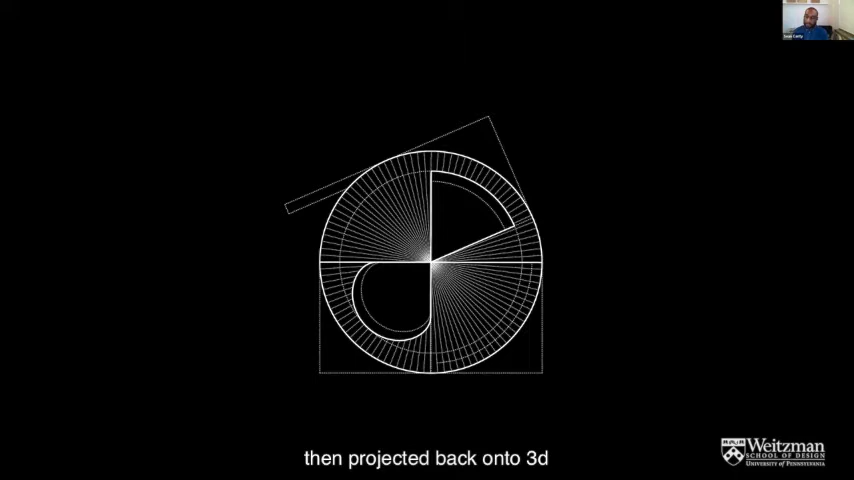 then projected back onto 3d
Weitzman
SCHOOL OF DESIGN
UNIVERSITY OF PENNSYLVANIA